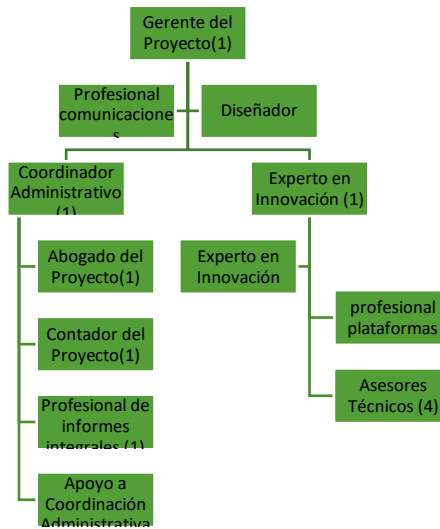 Gerente del
Proyecto(1)
Profesional
comunicacione
s
Diseñador
Coordinador
Administrativo
(1)
Experto en
Innovación (1)
Abogado del
Proyecto(1)
Experto en
Innovación
Contador del
Proyecto(1)
profesional
plataformas
Profesional de
informes
integrales (1)
Asesores
Técnicos (4)
Apoyo a
Coordinación
Administrativa